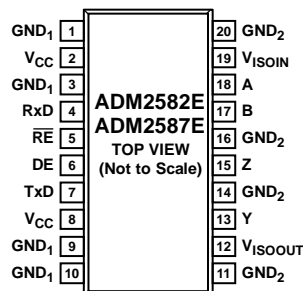 GND1 1
VCC 2
GND1 3
RxD 4
RE 5
DE 6
TxD 7
VCC 8
GND1 9
GND1 10
ADM2582E
ADM2587E
TOP VIEW
(Not to Scale)
20 GND2
19 VISOIN
18 A
17 B
16 GND2
15 Z
14 GND2
13 Y
12 VISOOUT
11 GND2